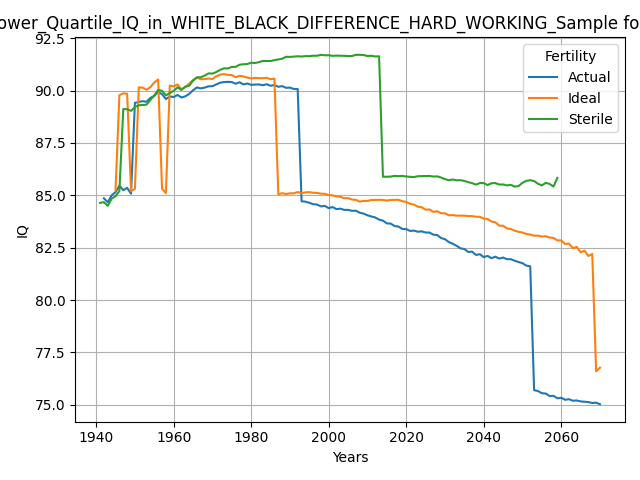 ower_Quartile_IQ_in_WHITE_BLACK_DIFFERENCE_HARD_WORKING_Sample fo
92.5
90.0
87.5
85.0
82.5
80.0
77.5
75.0
IQ
Fertility
Actual
Ideal
Sterile
1940 1960 1980 2000 2020 2040 2060
Years